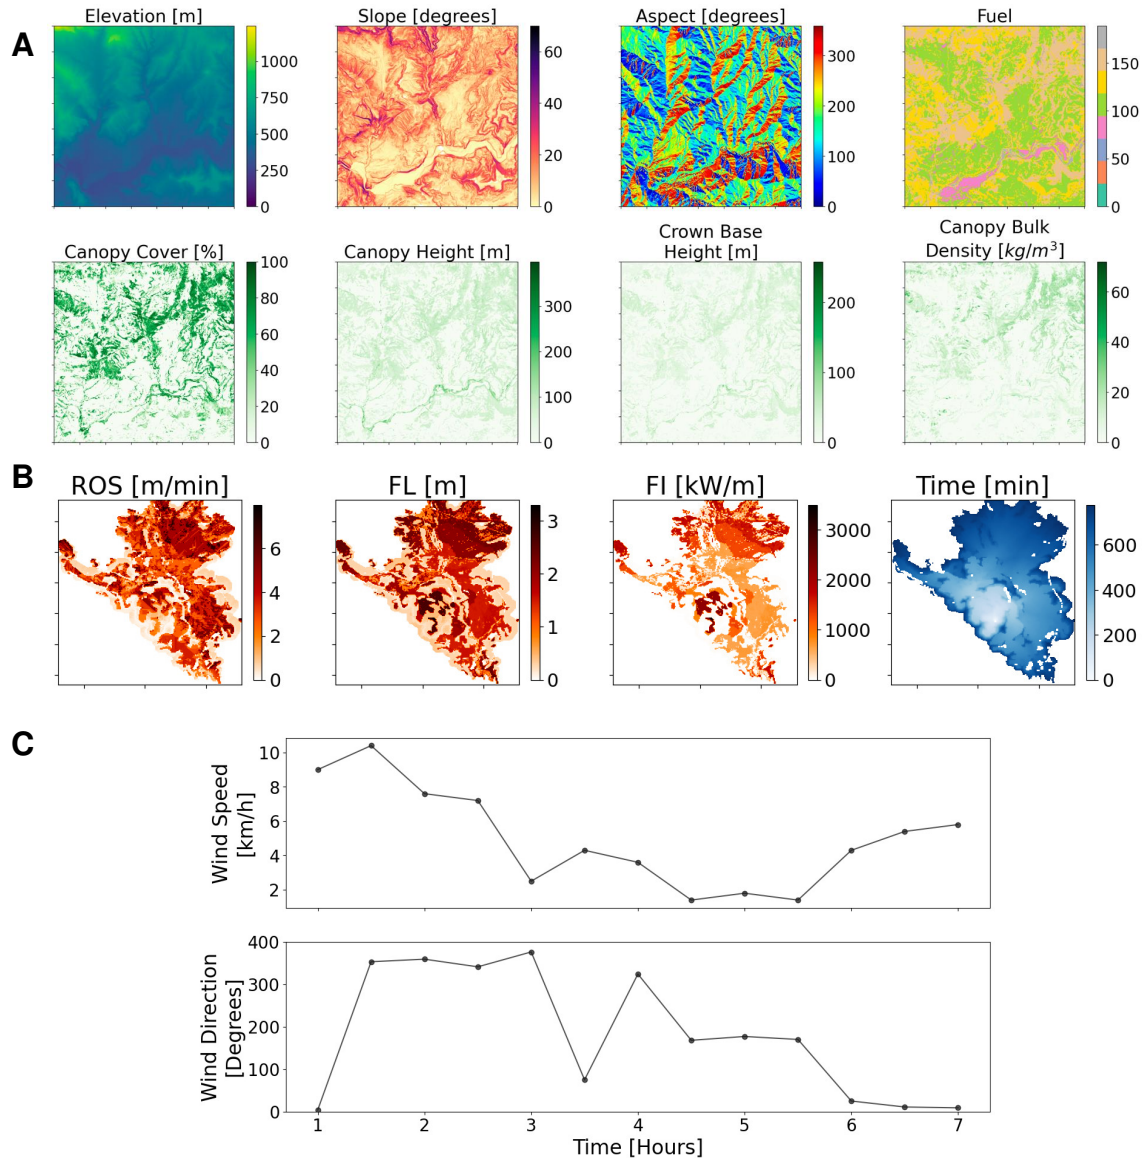 A
Elevation [m]
Slope [degrees]
Aspect [degrees]
Fuel
1000
750
500
250
0
60
40
20
0
300
200
100
0
150
100
50
0
Canopy Cover [%]
Canopy Height [m]
Crown Base
Height [m]
Canopy Bulk
Density [kg/m³]
100
80
60
40
20
0
300
200
100
0
200
100
0
60
40
20
0
B
ROS [m/min]
FL [m]
FI [kW/m]
Time [min]
6
4
2
0
3
2
1
0
3000
2000
1000
0
600
400
200
0
C
Wind Speed
[km/h]
10
8
6
4
2
Wind Direction
[Degrees]
400
300
200
100
0
1 2 3 4 5 6 7
Time [Hours]